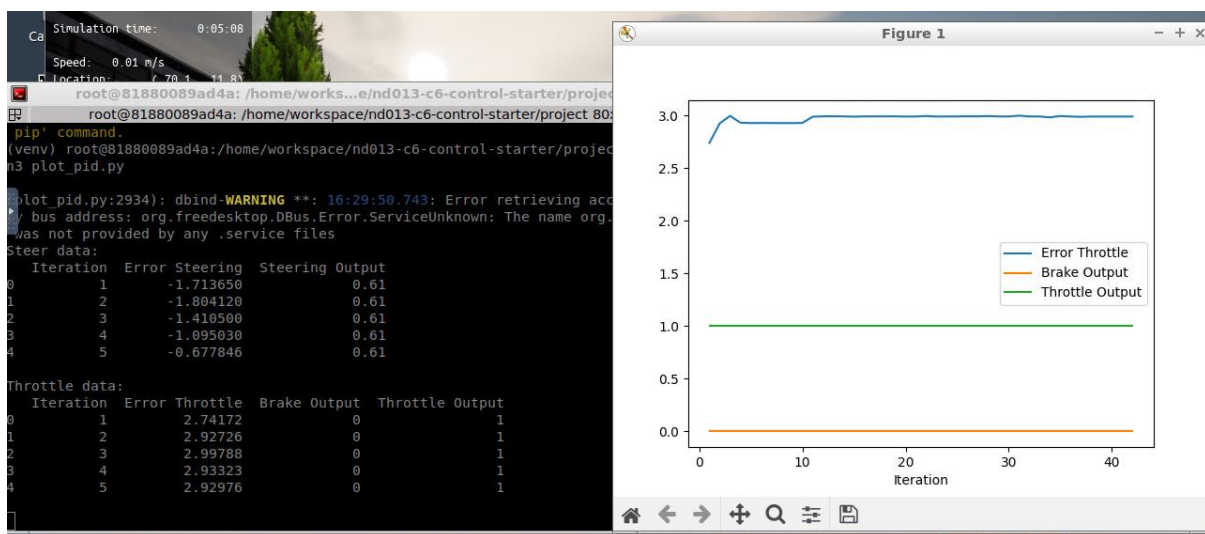 Simulation time: 0:05:08
Ca
Speed: 0.01 m/s
Location: ( 70.1, 11.8)
root@81880089ad4a: /home/works...e/nd013-c6-control-starter/projec
root@81880089ad4a: /home/workspace/nd013-c6-control-starter/project 80x
pip' command.
(venv) root@81880089ad4a:/home/workspace/nd013-c6-control-starter/projec
n3 plot_pid.py
plot_pid.py:2934): dbind-WARNING **: 16:29:50.743: Error retrieving acc
y bus address: org.freedesktop.DBus.Error.ServiceUnknown: The name org.
was not provided by any .service files
Steer data:
Iteration Error Steering Steering Output
0 1 -1.713650 0.61
1 2 -1.804120 0.61
2 3 -1.410500 0.61
3 4 -1.095030 0.61
4 5 -0.677846 0.61
Throttle data:
Iteration Error Throttle Brake Output Throttle Output
0 1 2.74172 0 1
1 2 2.92726 0 1
2 3 2.99788 0 1
3 4 2.93323 0 1
4 5 2.92976 0 1
Figure 1
3.0
2.5
2.0
1.5
1.0
0.5
0.0
Error Throttle
Brake Output
Throttle Output
0 10 20 30 40
Iteration